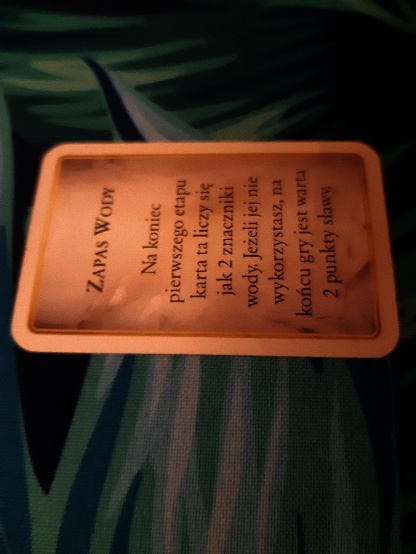 ZAPAS WODY
Na koniec
pierwszego etapu
karta ta liczy się
jak 2 znaczniki
wody. Jeżeli jej nie
wykorzystasz, na
końcu gry jest warta
2 punkty sławy.